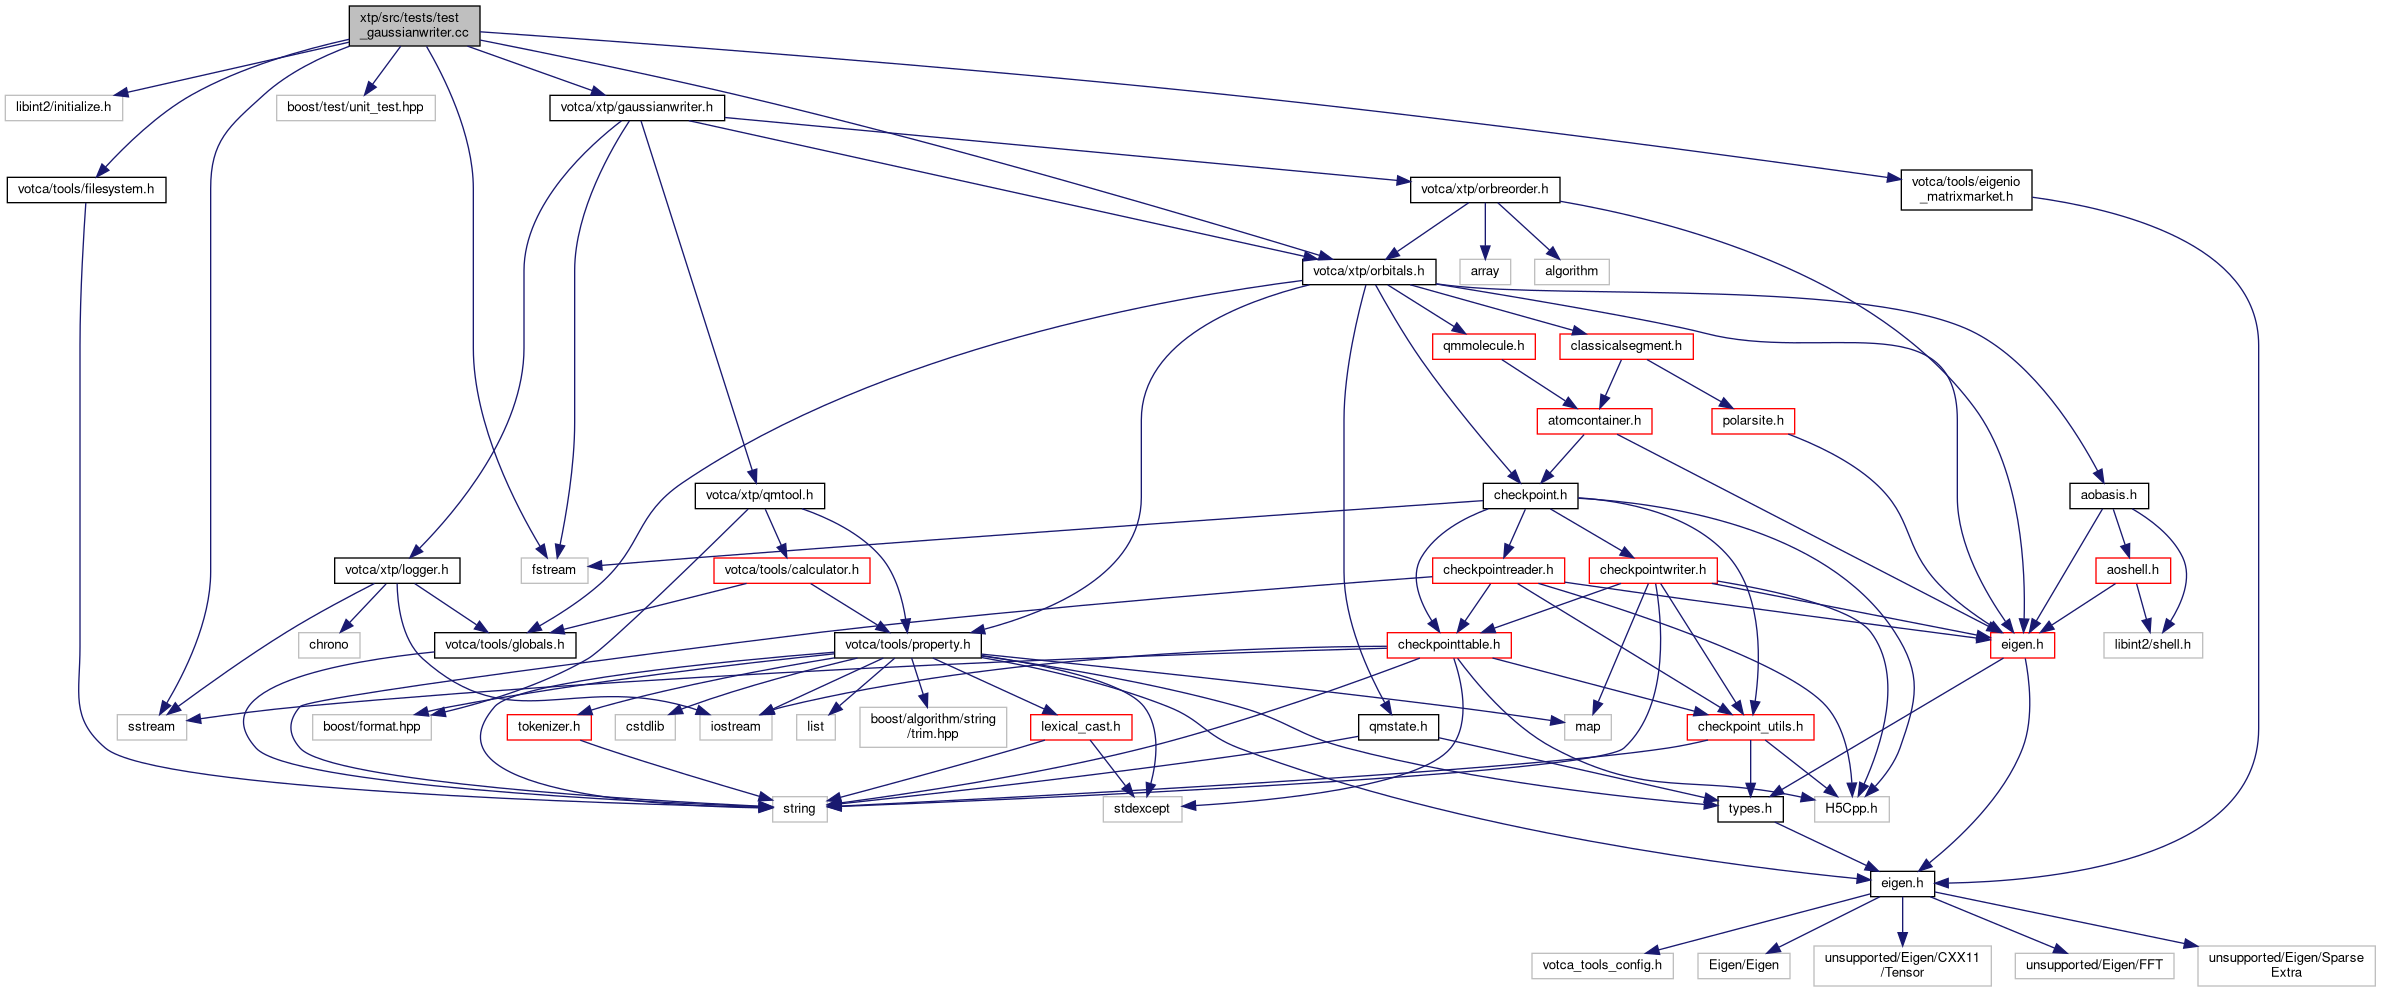 xtp/src/tests/test
_gaussianwriter.cc
libint2/initialize.h
boost/test/unit_test.hpp
votca/xtp/gaussianwriter.h
votca/tools/filesystem.h
votca/xtp/orbreorder.h
votca/tools/eigenio
_matrixmarket.h
votca/xtp/orbitals.h
array
algorithm
qmmolecule.h
classicalsegment.h
atomcontainer.h
polarsite.h
votca/xtp/qmtool.h
checkpoint.h
aobasis.h
votca/xtp/logger.h
fstream
votca/tools/calculator.h
checkpointreader.h
checkpointwriter.h
aoshell.h
chrono
votca/tools/globals.h
votca/tools/property.h
checkpointtable.h
eigen.h
libint2/shell.h
sstream
boost/format.hpp
tokenizer.h
cstdlib
iostream
list
boost/algorithm/string
/trim.hpp
lexical_cast.h
qmstate.h
map
checkpoint_utils.h
string
stdexcept
types.h
H5Cpp.h
eigen.h
votca_tools_config.h
Eigen/Eigen
unsupported/Eigen/CXX11
/Tensor
unsupported/Eigen/FFT
unsupported/Eigen/Sparse
Extra